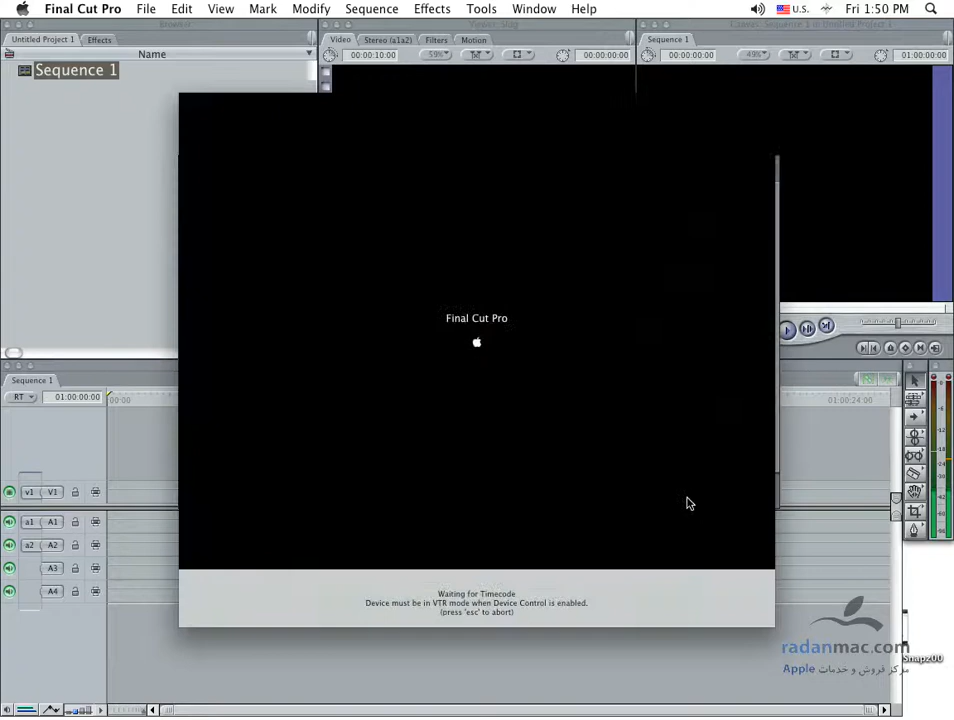 Final Cut Pro File Edit View Mark Modify Sequence Effects Tools Window Help U.S. Fri 1:50 PM
Untitled Project 1 Effects
Name
Sequence 1
Video Stereo (a1a2) Filters Motion
00:00:10:00 59% 00:00:00:00
Sequence 1
00:00:00:00 49% 01:00:00:00
Final Cut Pro
Sequence 1
RT 01:00:00:00 00:00 01:00:24:00
v1 V1
a1 A1
a2 A2
A3
A4
Waiting for Timecode
Device must be in VTR mode when Device Control is enabled.
(press 'esc' to abort)
radanmac.com
مرکز فروش و خدمات Apple
Snapz00